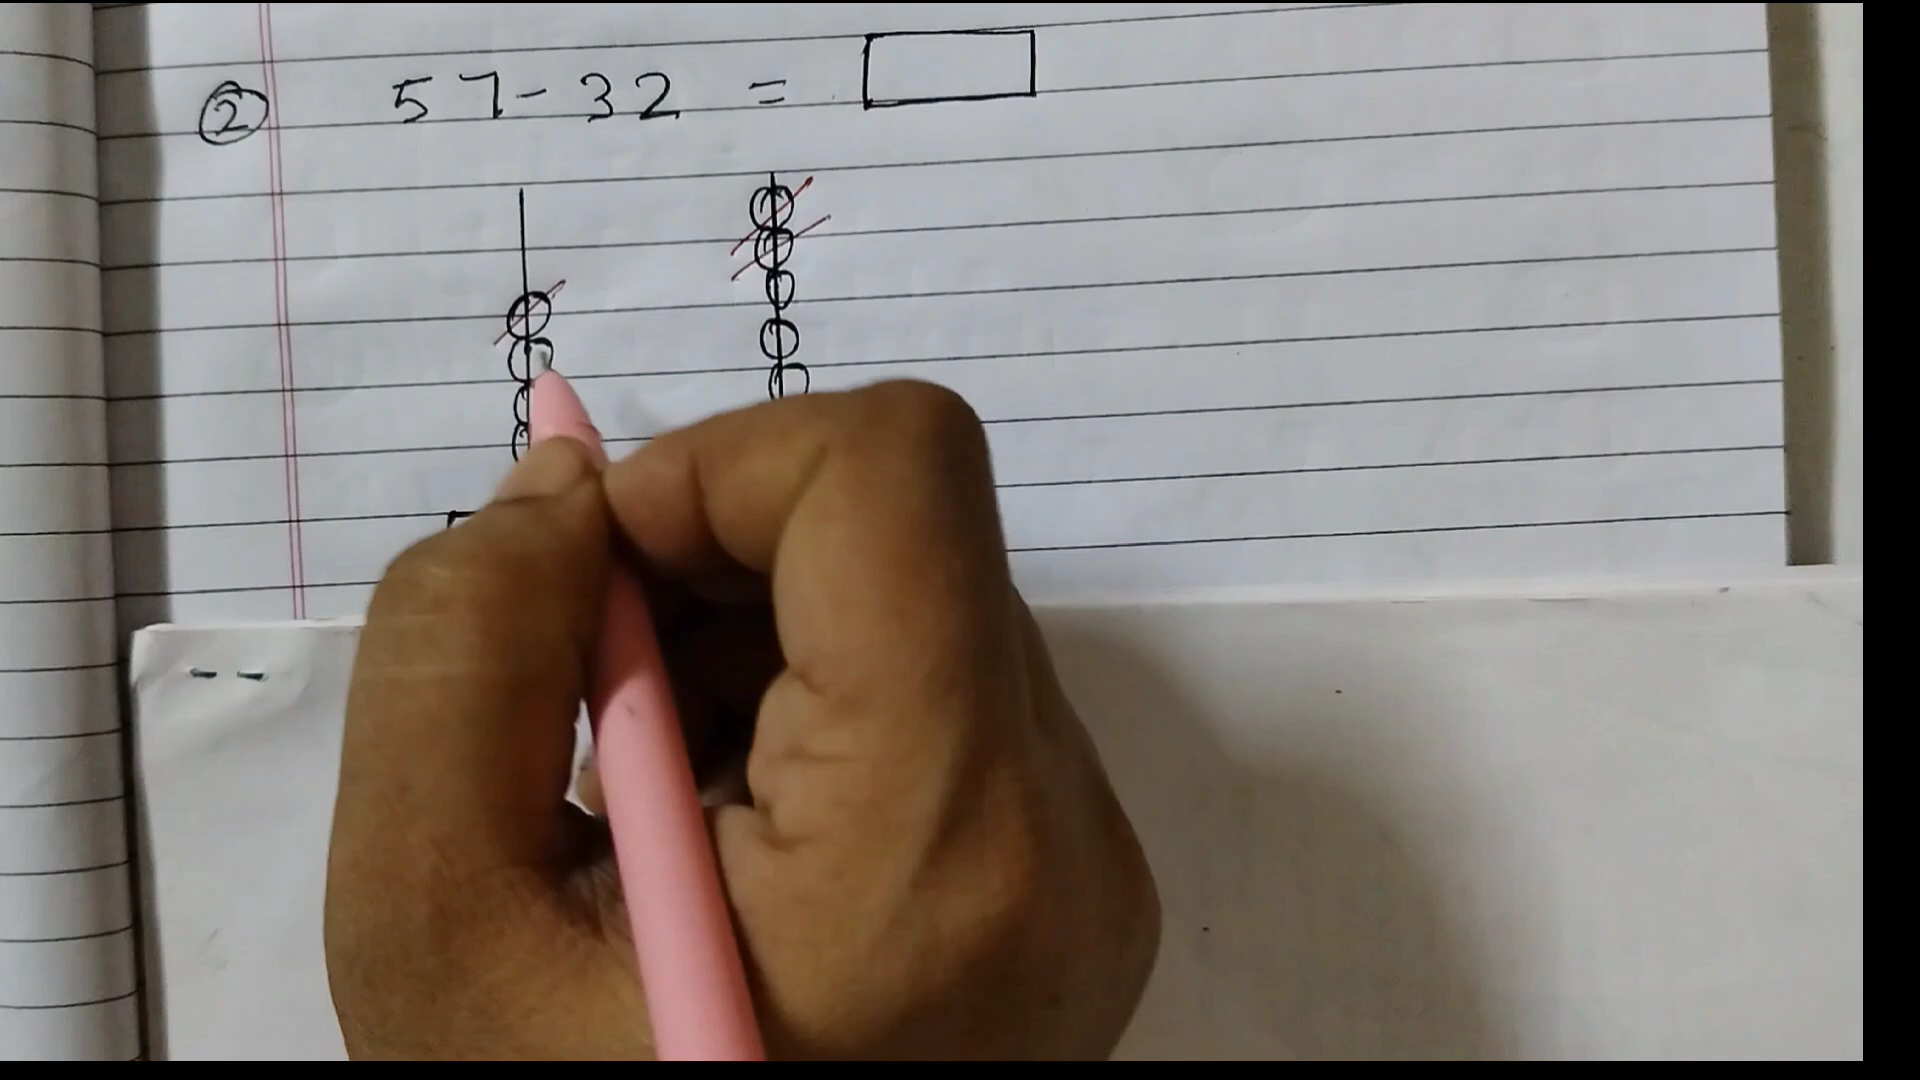 ② 57 - 32 =